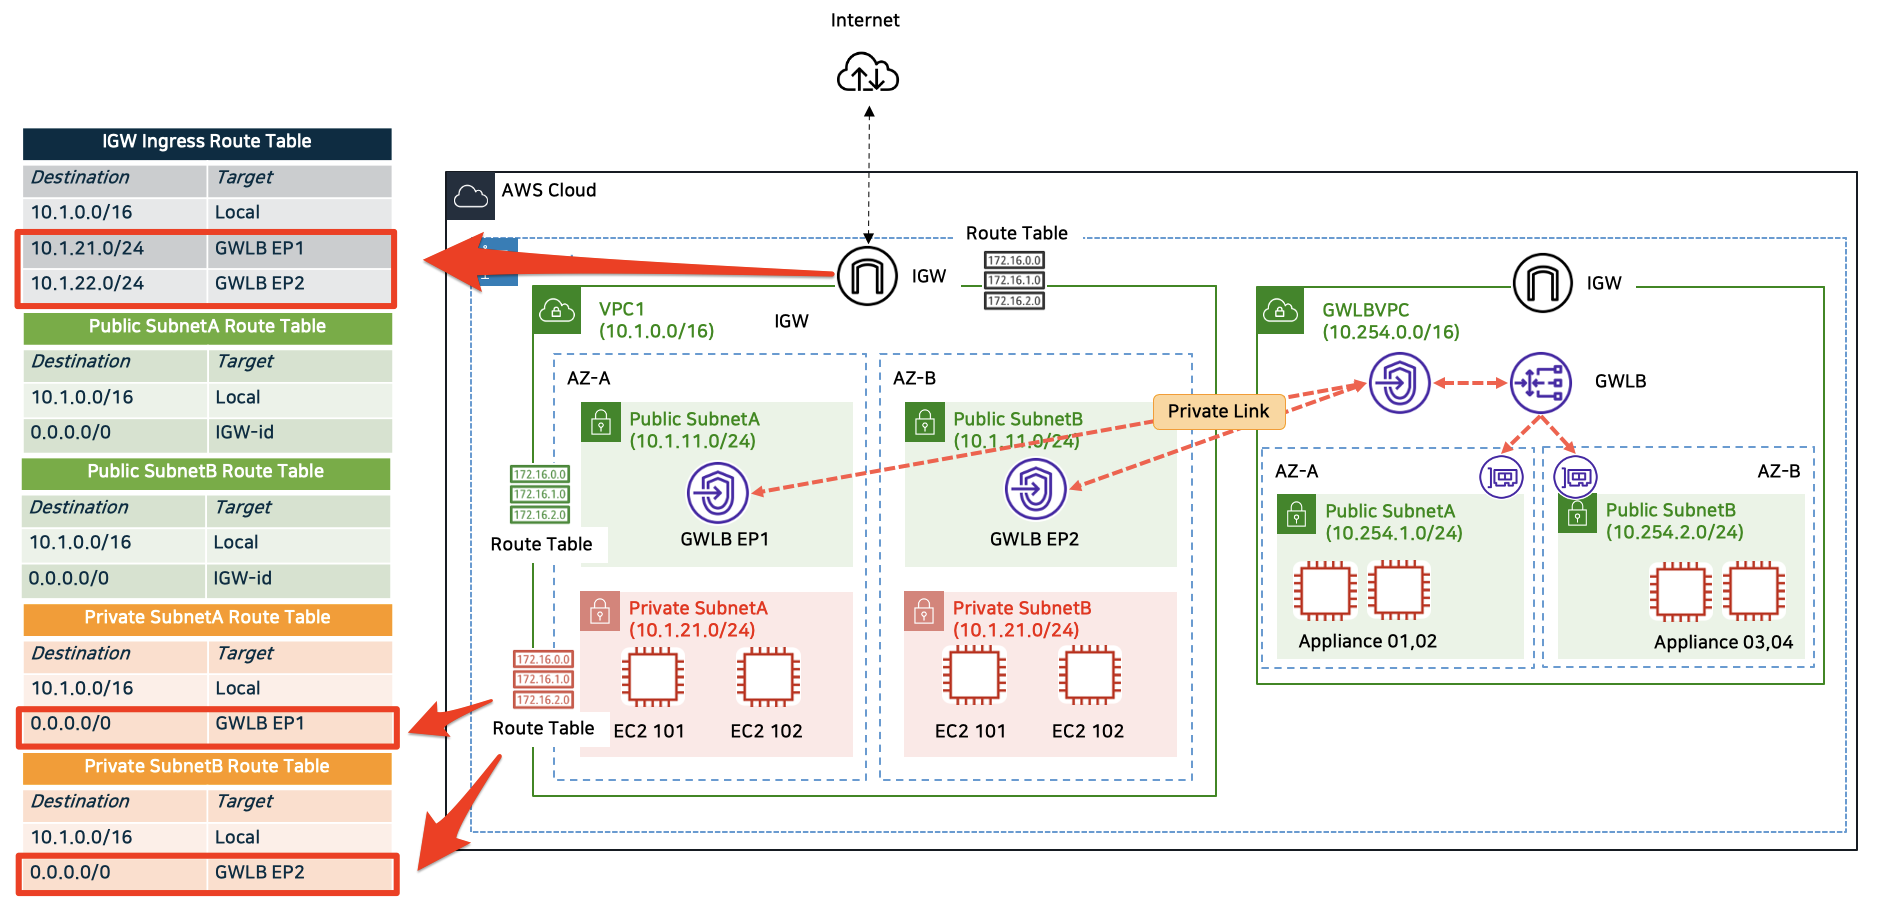 Internet
IGW Ingress Route Table
Destination Target
10.1.0.0/16 Local
10.1.21.0/24 GWLB EP1
10.1.22.0/24 GWLB EP2
Public SubnetA Route Table
Destination Target
10.1.0.0/16 Local
0.0.0.0/0 IGW-id
Public SubnetB Route Table
Destination Target
10.1.0.0/16 Local
0.0.0.0/0 IGW-id
Private SubnetA Route Table
Destination Target
10.1.0.0/16 Local
0.0.0.0/0 GWLB EP1
Private SubnetB Route Table
Destination Target
10.1.0.0/16 Local
0.0.0.0/0 GWLB EP2
AWS Cloud
IGW
Route Table
172.16.0.0
172.16.1.0
172.16.2.0
IGW
VPC1
(10.1.0.0/16)
IGW
GWLBVPC
(10.254.0.0/16)
GWLB
AZ-A
Public SubnetA
(10.1.11.0/24)
GWLB EP1
AZ-B
Public SubnetB
(10.1.11.0/24)
GWLB EP2
Private Link
172.16.0.0
172.16.1.0
172.16.2.0
Route Table
Private SubnetA
(10.1.21.0/24)
EC2 101 EC2 102
Private SubnetB
(10.1.21.0/24)
EC2 101 EC2 102
172.16.0.0
172.16.1.0
172.16.2.0
Route Table
AZ-A
Public SubnetA
(10.254.1.0/24)
Appliance 01,02
AZ-B
Public SubnetB
(10.254.2.0/24)
Appliance 03,04